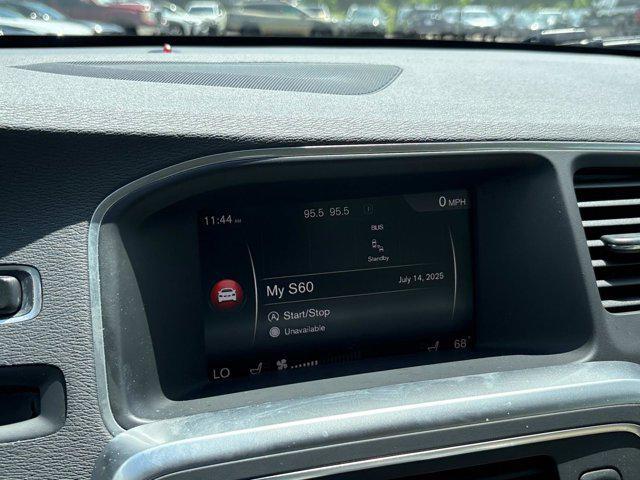 11:44 AM 95.5 95.5 0 MPH
BLIS
Standby
My S60 July 14, 2025
Start/Stop
Unavailable
LO 68°